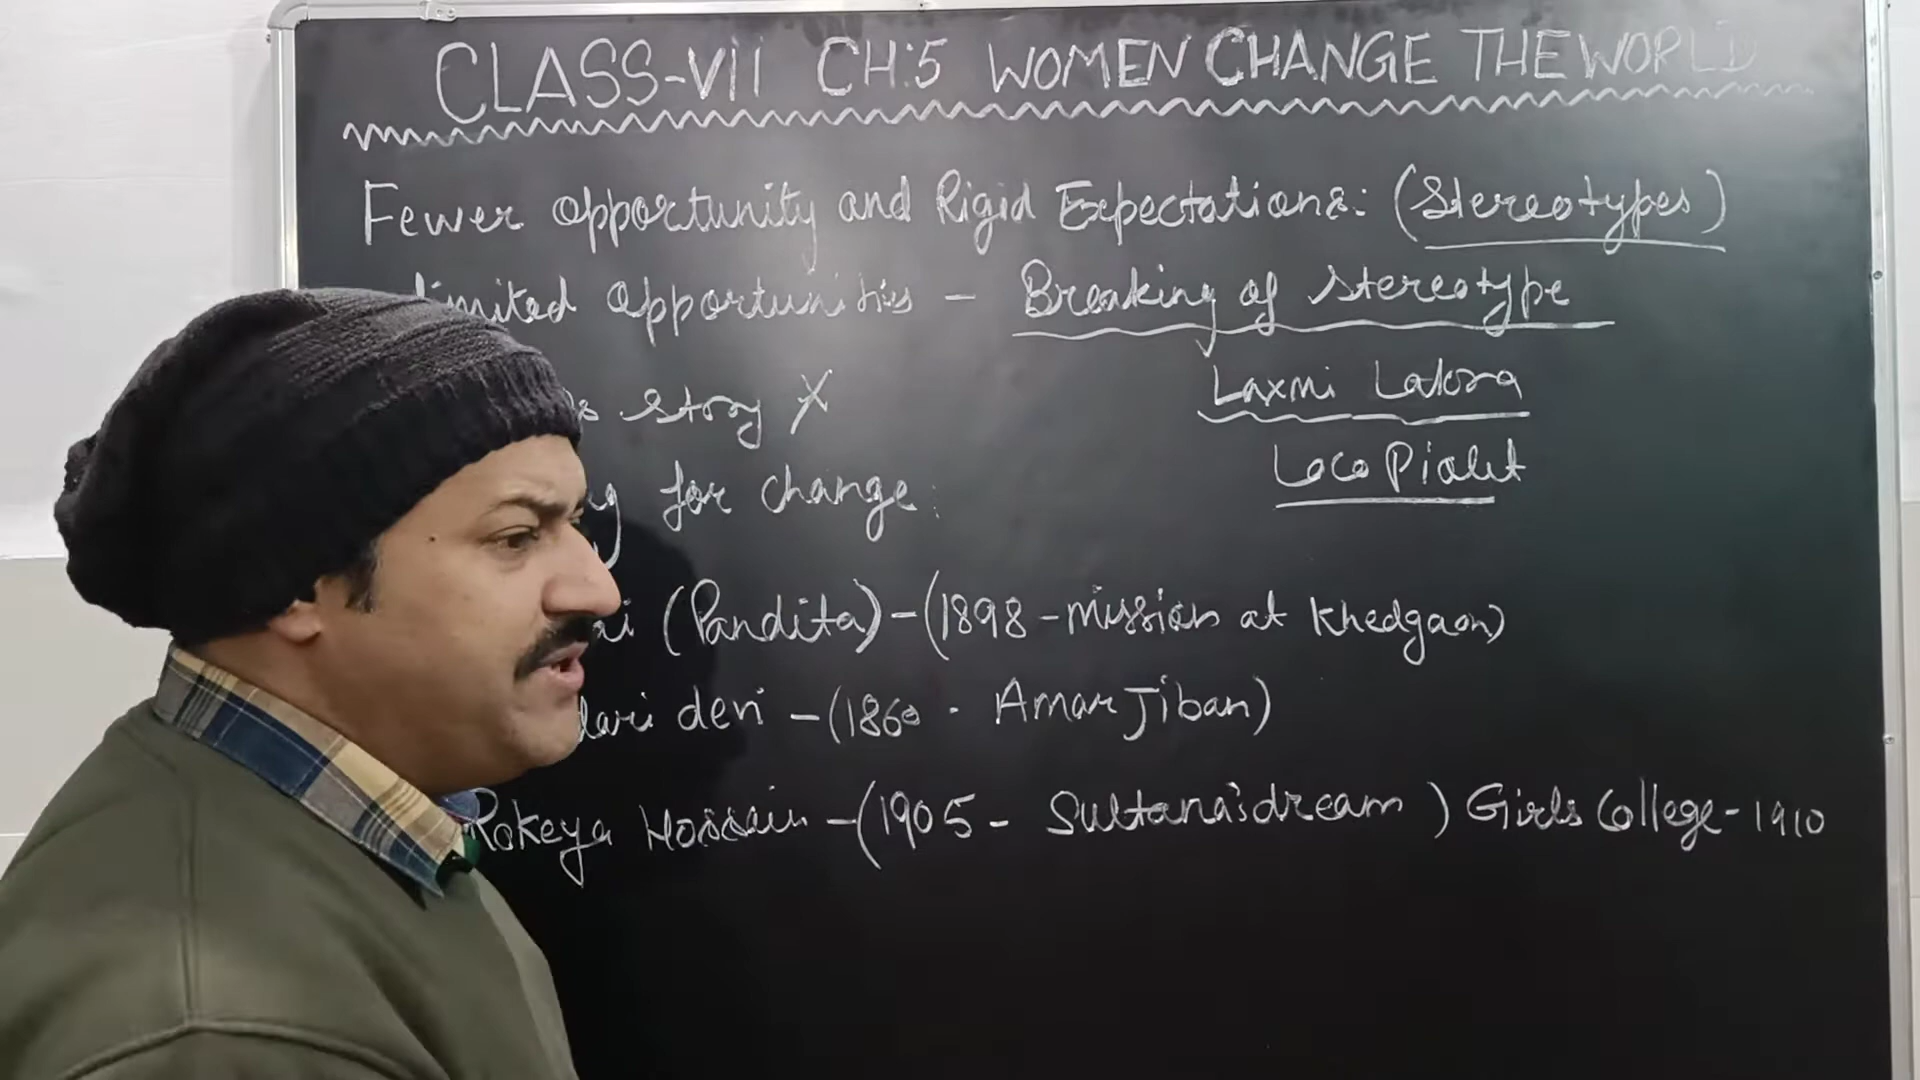 CLASS-VII CH:5 WOMEN CHANGE THE WORLD
Fewer opportunity and Rigid Expectations: (Stereotypes)
limited opportunities - Breaking of stereotype
story X
Laxmi Lakra
for change:
Loco Pialet
(Pandita) - (1898 - mission at Khedgaon)
devi - (1860 - Amar Jiban)
Rokeya Hossain - (1905 - Sultana's dream) Girls College - 1910